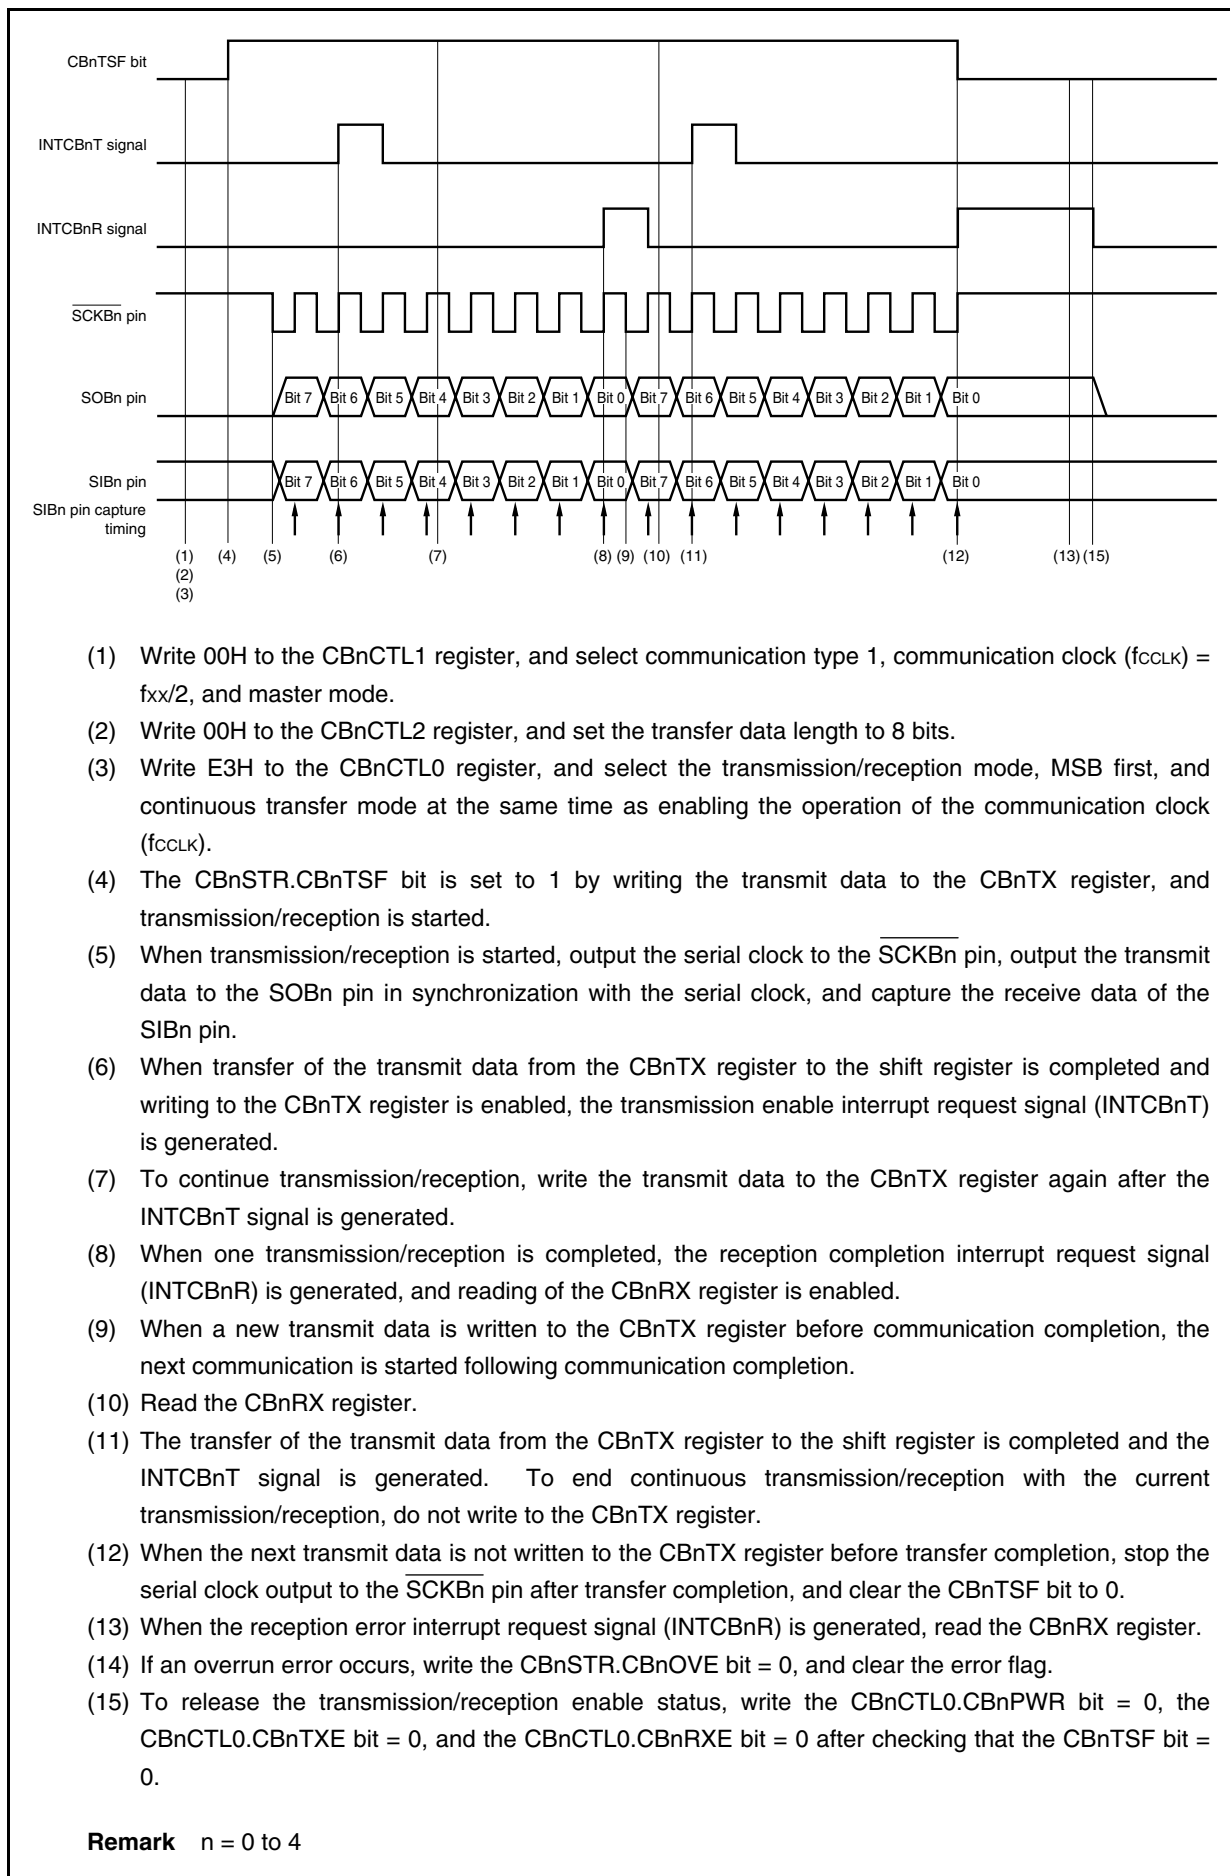 CBnTSF bit
INTCBnT signal
INTCBnR signal
SCKBn pin
SOBn pin
Bit 7 Bit 6 Bit 5 Bit 4 Bit 3 Bit 2 Bit 1 Bit 0 Bit 7 Bit 6 Bit 5 Bit 4 Bit 3 Bit 2 Bit 1 Bit 0
SIBn pin
Bit 7 Bit 6 Bit 5 Bit 4 Bit 3 Bit 2 Bit 1 Bit 0 Bit 7 Bit 6 Bit 5 Bit 4 Bit 3 Bit 2 Bit 1 Bit 0
SIBn pin capture
timing
(1) (4) (5) (6) (7) (8) (9) (10) (11) (12) (13) (15)
(2)
(3)
(1) Write 00H to the CBnCTL1 register, and select communication type 1, communication clock (fCCLK) =
fxx/2, and master mode.
(2) Write 00H to the CBnCTL2 register, and set the transfer data length to 8 bits.
(3) Write E3H to the CBnCTL0 register, and select the transmission/reception mode, MSB first, and
continuous transfer mode at the same time as enabling the operation of the communication clock
(fCCLK).
(4) The CBnSTR.CBnTSF bit is set to 1 by writing the transmit data to the CBnTX register, and
transmission/reception is started.
(5) When transmission/reception is started, output the serial clock to the SCKBn pin, output the transmit
data to the SOBn pin in synchronization with the serial clock, and capture the receive data of the
SIBn pin.
(6) When transfer of the transmit data from the CBnTX register to the shift register is completed and
writing to the CBnTX register is enabled, the transmission enable interrupt request signal (INTCBnT)
is generated.
(7) To continue transmission/reception, write the transmit data to the CBnTX register again after the
INTCBnT signal is generated.
(8) When one transmission/reception is completed, the reception completion interrupt request signal
(INTCBnR) is generated, and reading of the CBnRX register is enabled.
(9) When a new transmit data is written to the CBnTX register before communication completion, the
next communication is started following communication completion.
(10) Read the CBnRX register.
(11) The transfer of the transmit data from the CBnTX register to the shift register is completed and the
INTCBnT signal is generated. To end continuous transmission/reception with the current
transmission/reception, do not write to the CBnTX register.
(12) When the next transmit data is not written to the CBnTX register before transfer completion, stop the
serial clock output to the SCKBn pin after transfer completion, and clear the CBnTSF bit to 0.
(13) When the reception error interrupt request signal (INTCBnR) is generated, read the CBnRX register.
(14) If an overrun error occurs, write the CBnSTR.CBnOVE bit = 0, and clear the error flag.
(15) To release the transmission/reception enable status, write the CBnCTL0.CBnPWR bit = 0, the
CBnCTL0.CBnTXE bit = 0, and the CBnCTL0.CBnRXE bit = 0 after checking that the CBnTSF bit =
0.
Remark n = 0 to 4